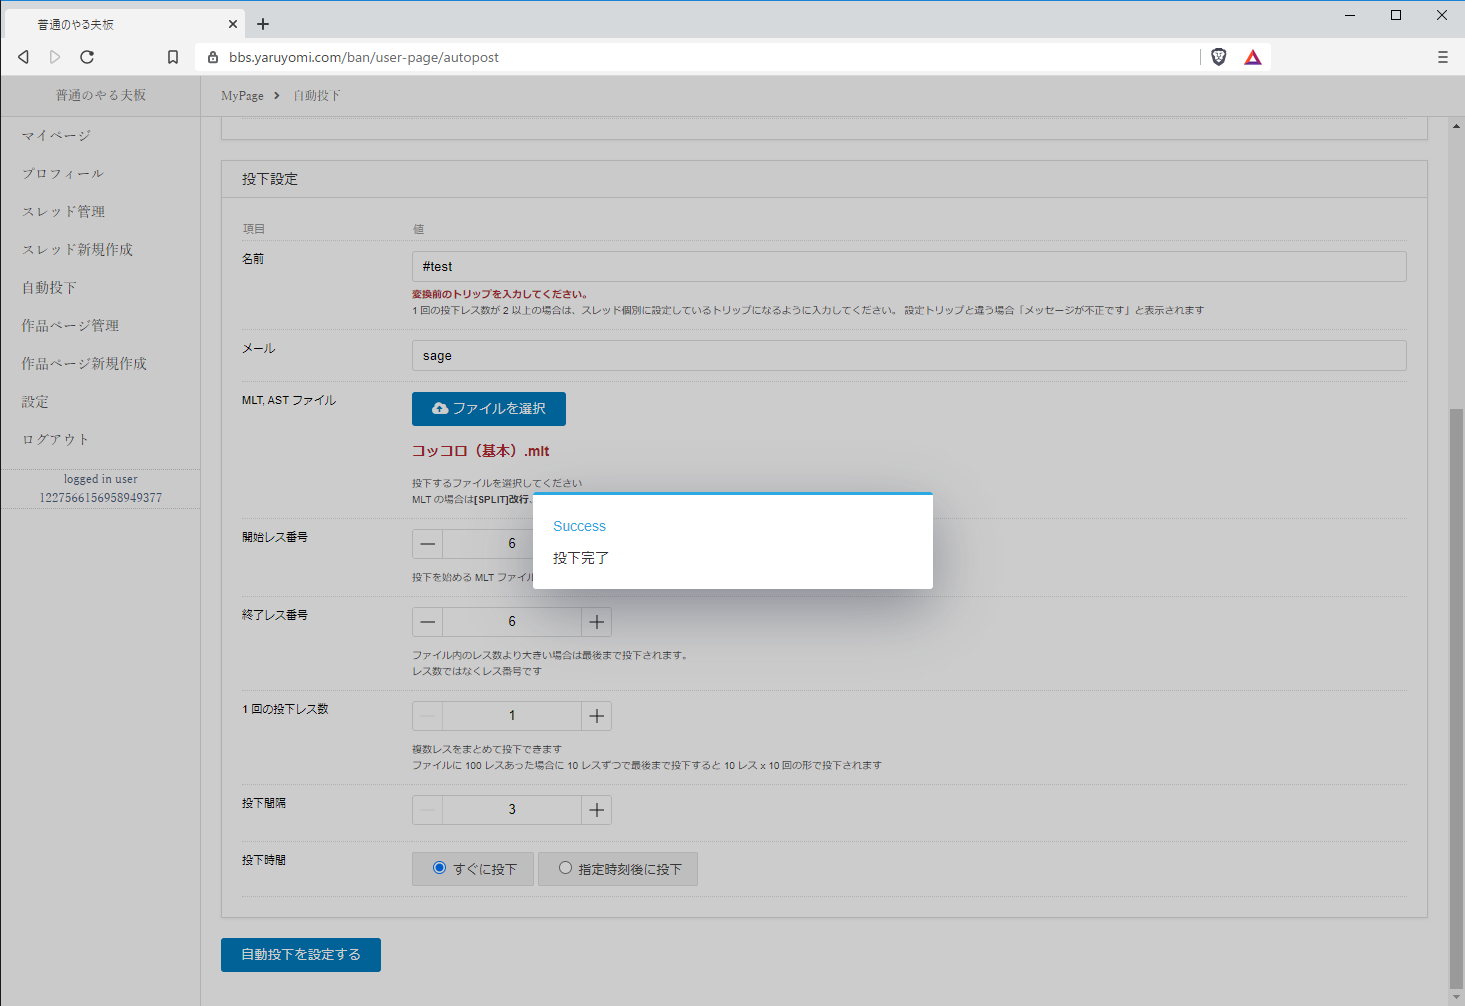 普通のやる夫板
bbs.yaruyomi.com/ban/user-page/autopost
普通のやる夫板
MyPage
自動投下
マイページ
プロフィール
スレッド管理
スレッド新規作成
自動投下
作品ページ管理
作品ページ新規作成
設定
ログアウト
logged in user
1227566156958949377
投下設定
項目 値
名前
#test
変換前のトリップを入力してください。
1 回の投下レス数が 2 以上の場合は、スレッド個別に設定しているトリップになるように入力してください。 設定トリップと違う場合「メッセージが不正です」と表示されます
メール
sage
MLT, AST ファイル
ファイルを選択
コッコロ（基本）.mlt
投下するファイルを選択してください
MLT の場合は[SPLIT]改行
開始レス番号
6
投下を始める MLT ファイル
Success
投下完了
終了レス番号
6
ファイル内のレス数より大きい場合は最後まで投下されます。
レス数ではなくレス番号です
1 回の投下レス数
1
複数レスをまとめて投下できます
ファイルに 100 レスあった場合に 10 レスずつで最後まで投下すると 10 レス x 10 回の形で投下されます
投下間隔
3
投下時間
すぐに投下
指定時刻後に投下
自動投下を設定する